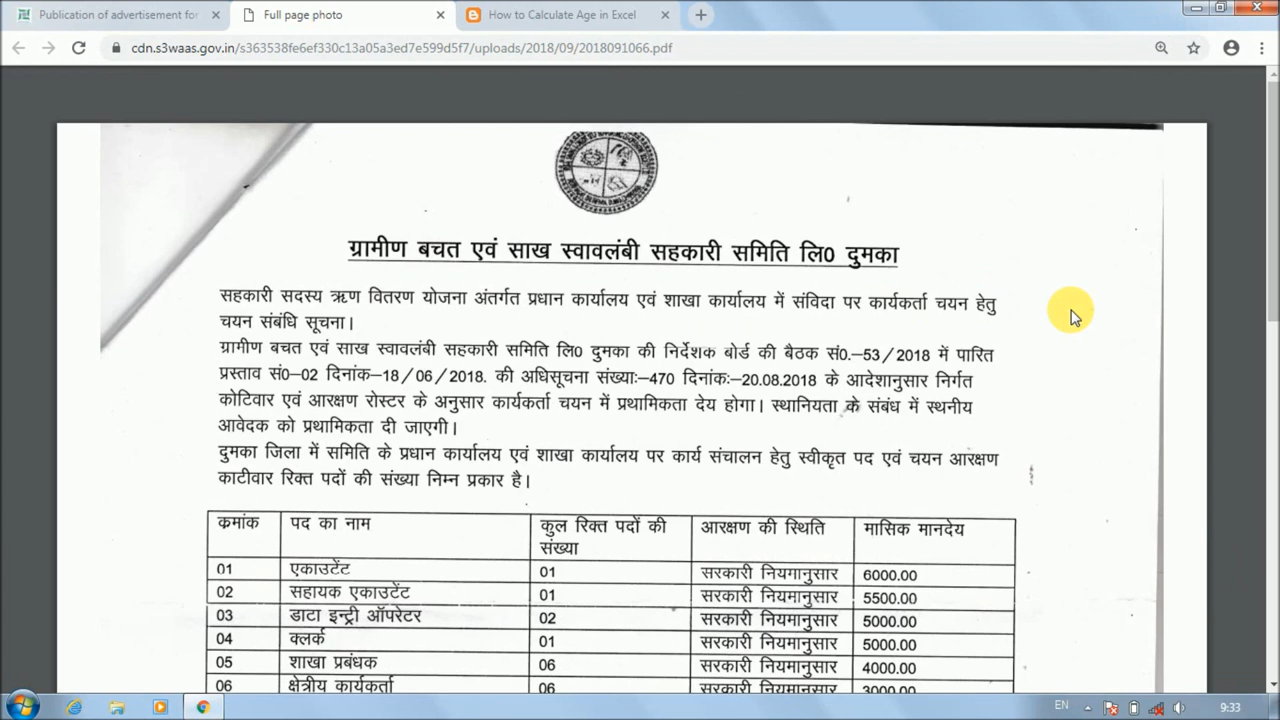 Publication of advertisement for
Full page photo
How to Calculate Age in Excel
cdn.s3waas.gov.in/s363538fe6ef330c13a05a3ed7e599d5f7/uploads/2018/09/2018091066.pdf
ग्रामीण बचत एवं साख स्वावलंबी सहकारी समिति लि0 दुमका
सहकारी सदस्य ऋण वितरण योजना अंतर्गत प्रधान कार्यालय एवं शाखा कार्यालय में संविदा पर कार्यकर्ता चयन हेतु
चयन संबंधि सूचना।
ग्रामीण बचत एवं साख स्वावलंबी सहकारी समिति लि0 दुमका की निर्देशक बोर्ड की बैठक सं0.–53/2018 में पारित
प्रस्ताव सं0–02 दिनांक–18/06/2018. की अधिसूचना संख्याः–470 दिनांकः–20.08.2018 के आदेशानुसार निर्गत
कोटिवार एवं आरक्षण रोस्टर के अनुसार कार्यकर्ता चयन में प्रथामिकता देय होगा। स्थानियता के संबंध में स्थनीय
आवेदक को प्रथामिकता दी जाएगी।
दुमका जिला में समिति के प्रधान कार्यालय एवं शाखा कार्यालय पर कार्य संचालन हेतु स्वीकृत पद एवं चयन आरक्षण
काटीवार रिक्त पदों की संख्या निम्न प्रकार है।
क्रमांक पद का नाम कुल रिक्त पदों की संख्या आरक्षण की स्थिति मासिक मानदेय
01 एकाउटेंट 01 सरकारी नियमानुसार 6000.00
02 सहायक एकाउटेंट 01 सरकारी नियमानुसार 5500.00
03 डाटा इन्ट्री ऑपरेटर 02 सरकारी नियमानुसार 5000.00
04 क्लर्क 01 सरकारी नियमानुसार 5000.00
05 शाखा प्रबंधक 06 सरकारी नियमानुसार 4000.00
06 क्षेत्रीय कार्यकर्ता 06 सरकारी नियमानुसार 3000.00
EN 9:33